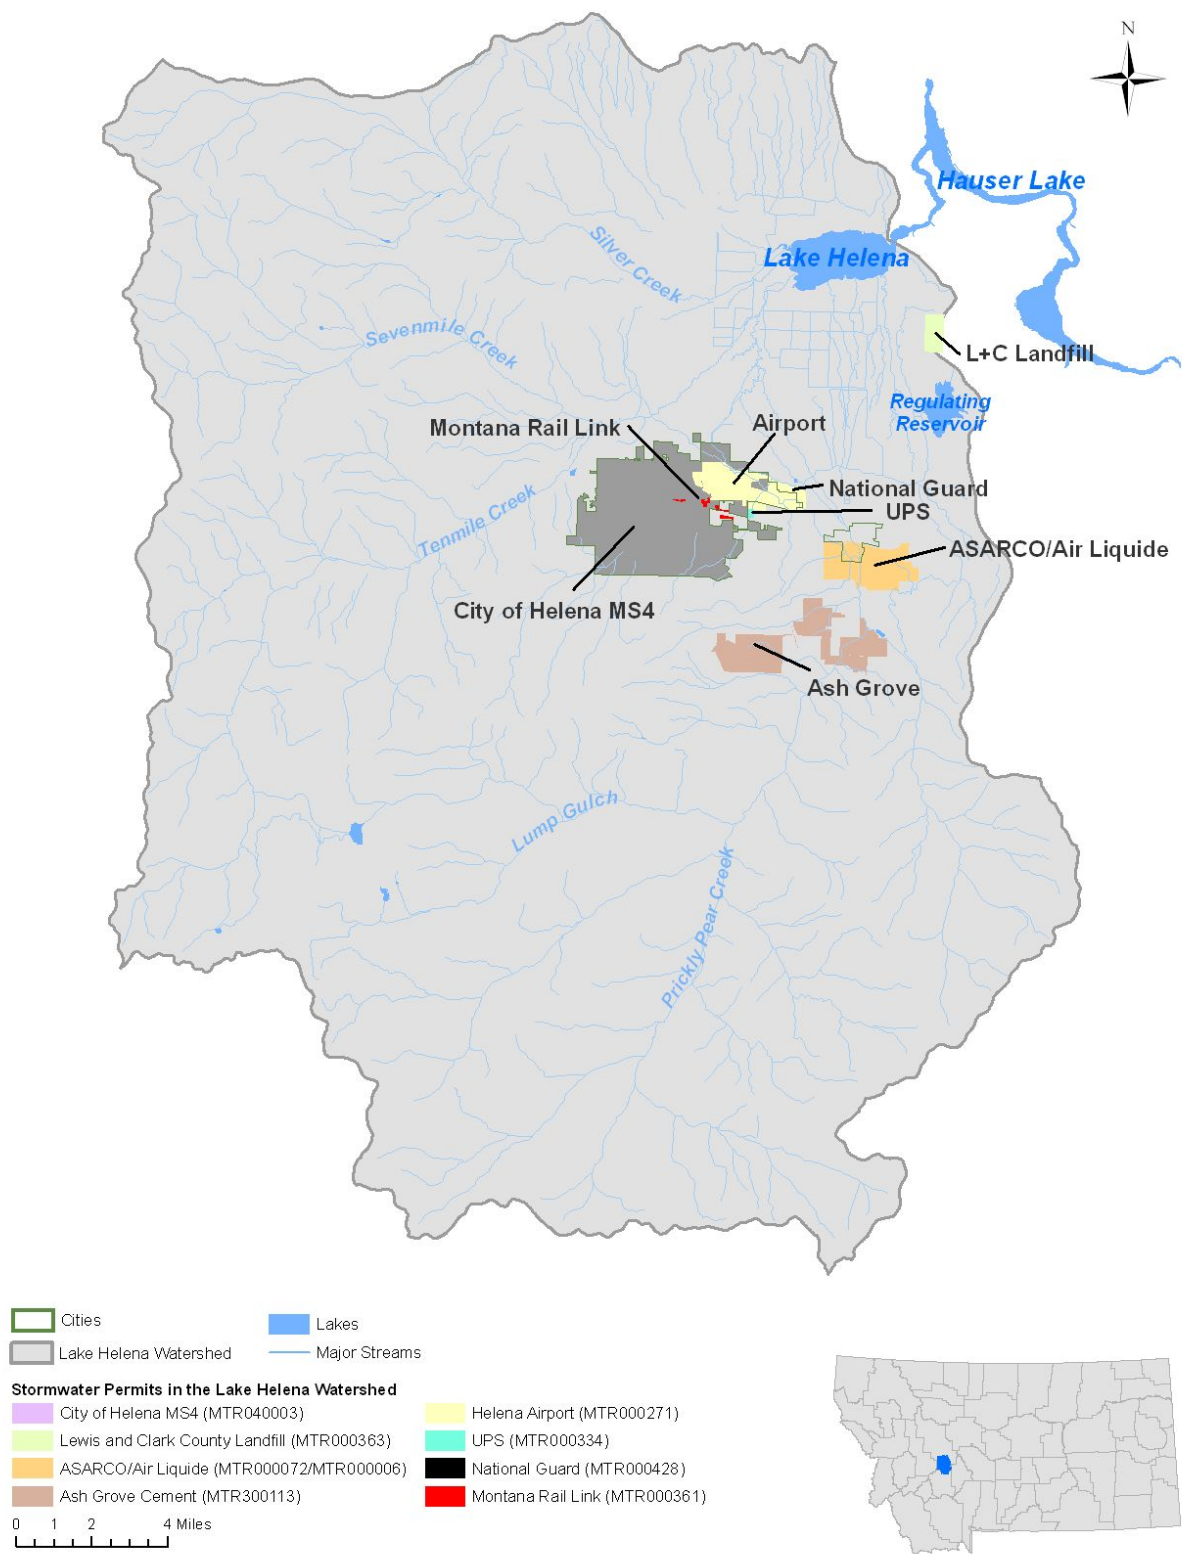 N
Hauser Lake
Silver Creek
Lake Helena
Sevenmile Creek
L+C Landfill
Regulating
Reservoir
Montana Rail Link
Airport
National Guard
UPS
Tenmile Creek
ASARCO/Air Liquide
City of Helena MS4
Ash Grove
Lump Gulch
Prickly Pear Creek
Cities
Lakes
Lake Helena Watershed
Major Streams
Stormwater Permits in the Lake Helena Watershed
City of Helena MS4 (MTR040003)
Lewis and Clark County Landfill (MTR000363)
ASARCO/Air Liquide (MTR000072/MTR000006)
Ash Grove Cement (MTR300113)
Helena Airport (MTR000271)
UPS (MTR000334)
National Guard (MTR000428)
Montana Rail Link (MTR000361)
0 1 2 4 Miles